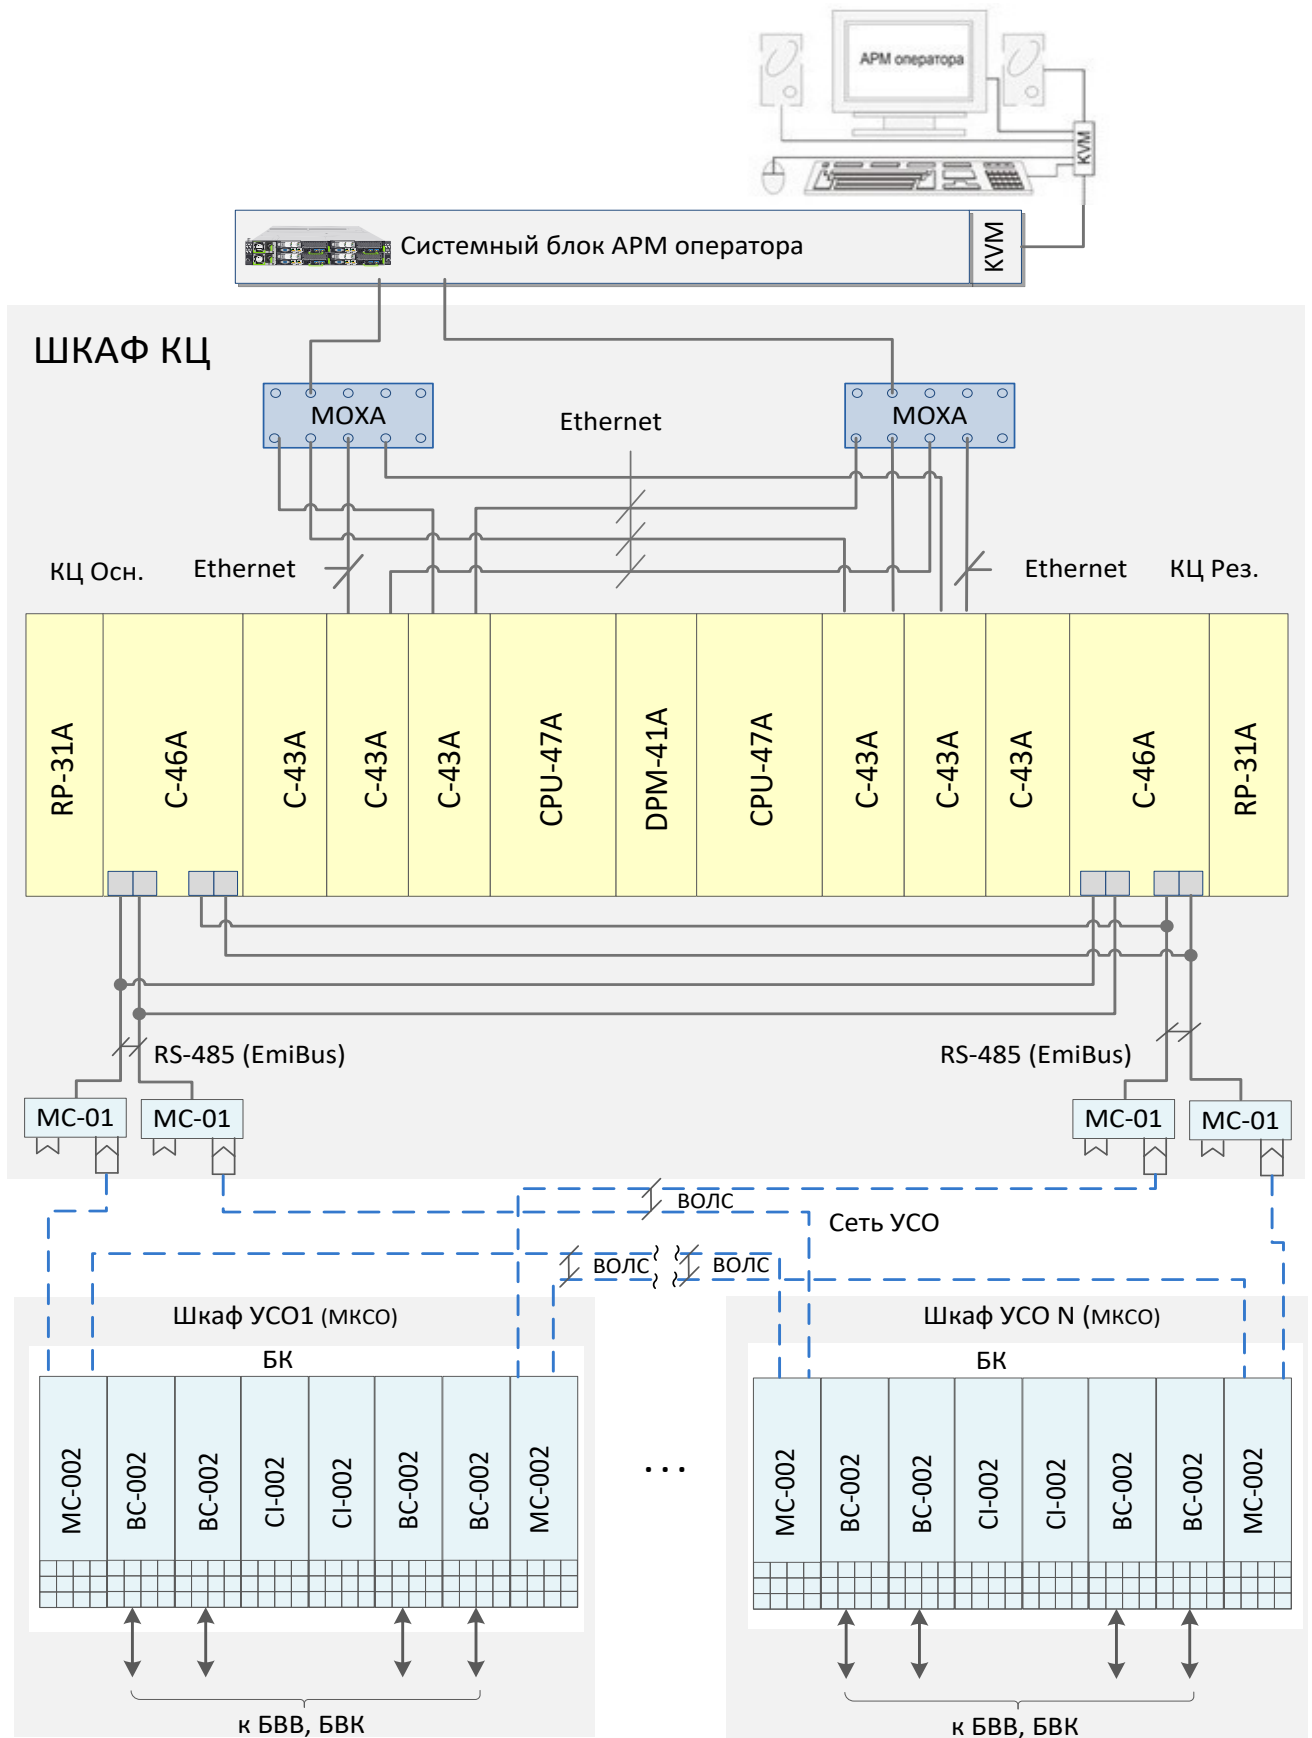 АРМ оператора
KVM
Системный блок АРМ оператора
KVM
ШКАФ КЦ
MOXA
Ethernet
MOXA
КЦ Осн.
Ethernet
Ethernet
КЦ Рез.
RP-31A
C-46A
C-43A
C-43A
C-43A
CPU-47A
DPM-41A
CPU-47A
C-43A
C-43A
C-43A
C-46A
RP-31A
RS-485 (EmiBus)
RS-485 (EmiBus)
MC-01
MC-01
MC-01
MC-01
ВОЛС
Сеть УСО
ВОЛС
ВОЛС
Шкаф УСО1 (МКСО)
Шкаф УСО N (МКСО)
БК
БК
MC-002
BC-002
BC-002
CI-002
CI-002
BC-002
BC-002
MC-002
...
MC-002
BC-002
BC-002
CI-002
CI-002
BC-002
BC-002
MC-002
к БВВ, БВК
к БВВ, БВК